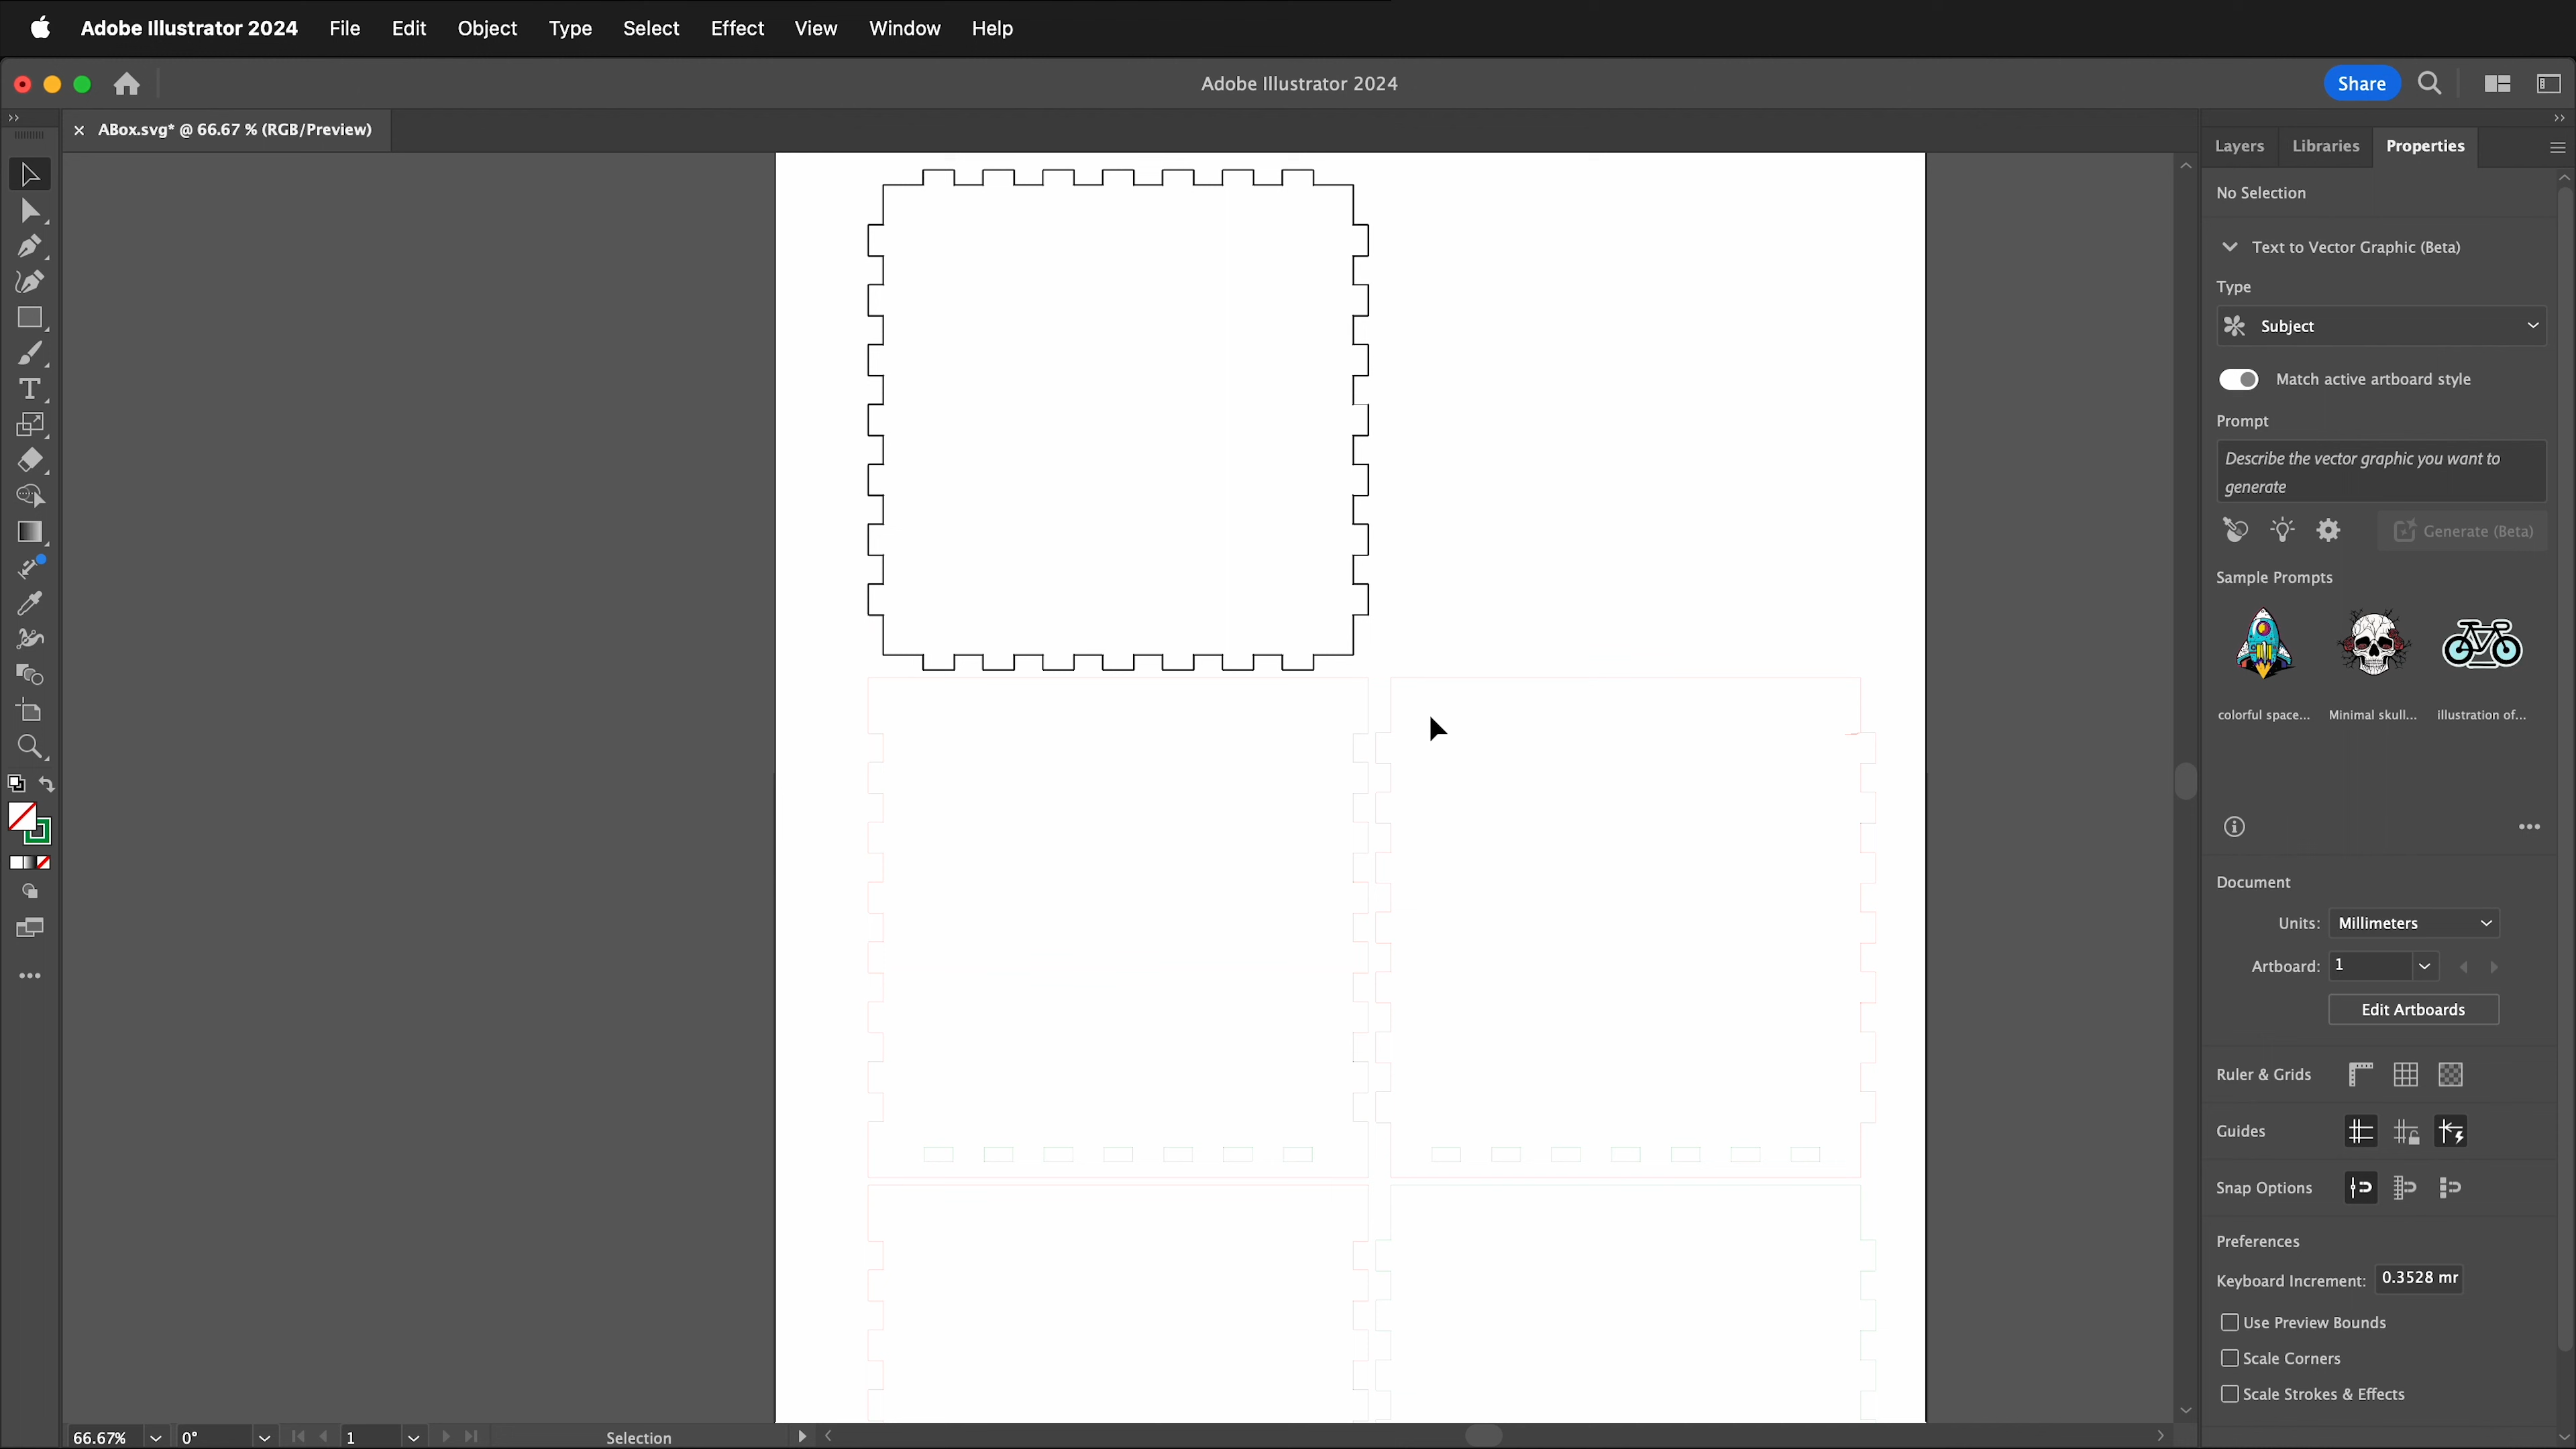 Adobe Illustrator 2024 File Edit Object Type Select Effect View Window Help
Adobe Illustrator 2024
Share
× ABox.svg* @ 66.67 % (RGB/Preview)
Layers Libraries Properties
No Selection
Text to Vector Graphic (Beta)
Type
Subject
Match active artboard style
Prompt
Describe the vector graphic you want to
generate
Generate (Beta)
Sample Prompts
colorful space... Minimal skull... illustration of...
Document
Units: Millimeters
Artboard: 1
Edit Artboards
Ruler & Grids
Guides
Snap Options
Preferences
Keyboard Increment: 0.3528 mr
Use Preview Bounds
Scale Corners
Scale Strokes & Effects
66.67% 0° 1 Selection